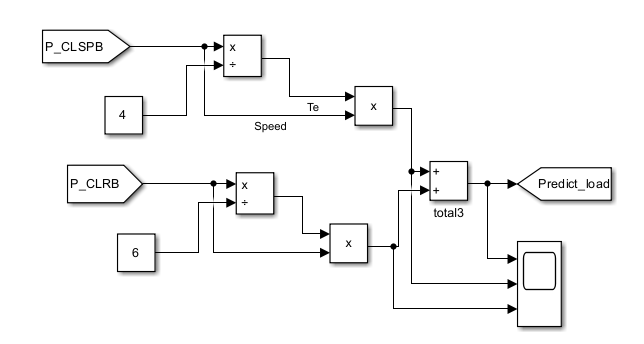 P_CLSPB
x
÷
4
Te
x
Speed
P_CLRB
x
÷
+
+
Predict_load
total3
6
x